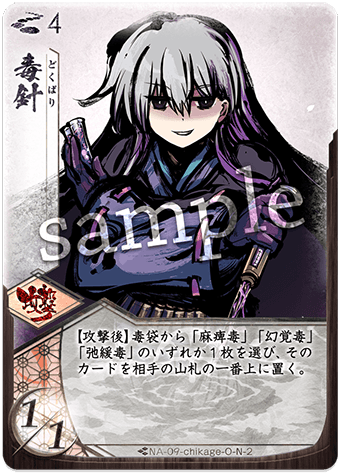 4
毒針
どくばり
sample
攻撃
【攻撃後】毒袋から「麻痺毒」「幻覚毒」
「弛緩毒」のいずれか1枚を選び、その
カードを相手の山札の一番上に置く。
1/1
NA-09-chikage-O-N-2